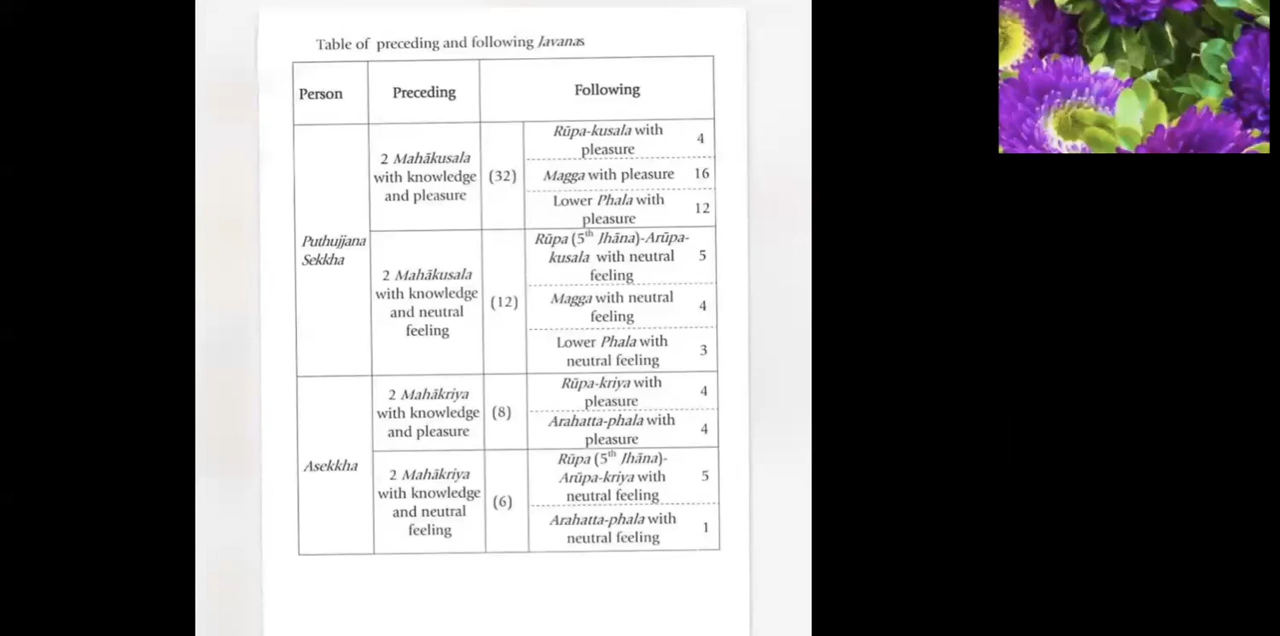 Table of preceding and following Javanas
Person
Preceding
Following
Puthujjana
Sekkha
2 Mahākusala
with knowledge
and pleasure
(32)
Rūpa-kusala with
pleasure
4
Magga with pleasure
16
Lower Phala with
pleasure
12
2 Mahākusala
with knowledge
and neutral
feeling
(12)
Rūpa (5th Jhāna)-Arūpa-
kusala with neutral
feeling
5
Magga with neutral
feeling
4
Lower Phala with
neutral feeling
3
Asekkha
2 Mahākriya
with knowledge
and pleasure
(8)
Rūpa-kriya with
pleasure
4
Arahatta-phala with
pleasure
4
2 Mahākriya
with knowledge
and neutral
feeling
(6)
Rūpa (5th Jhāna)-
Arūpa-kriya with
neutral feeling
5
Arahatta-phala with
neutral feeling
1